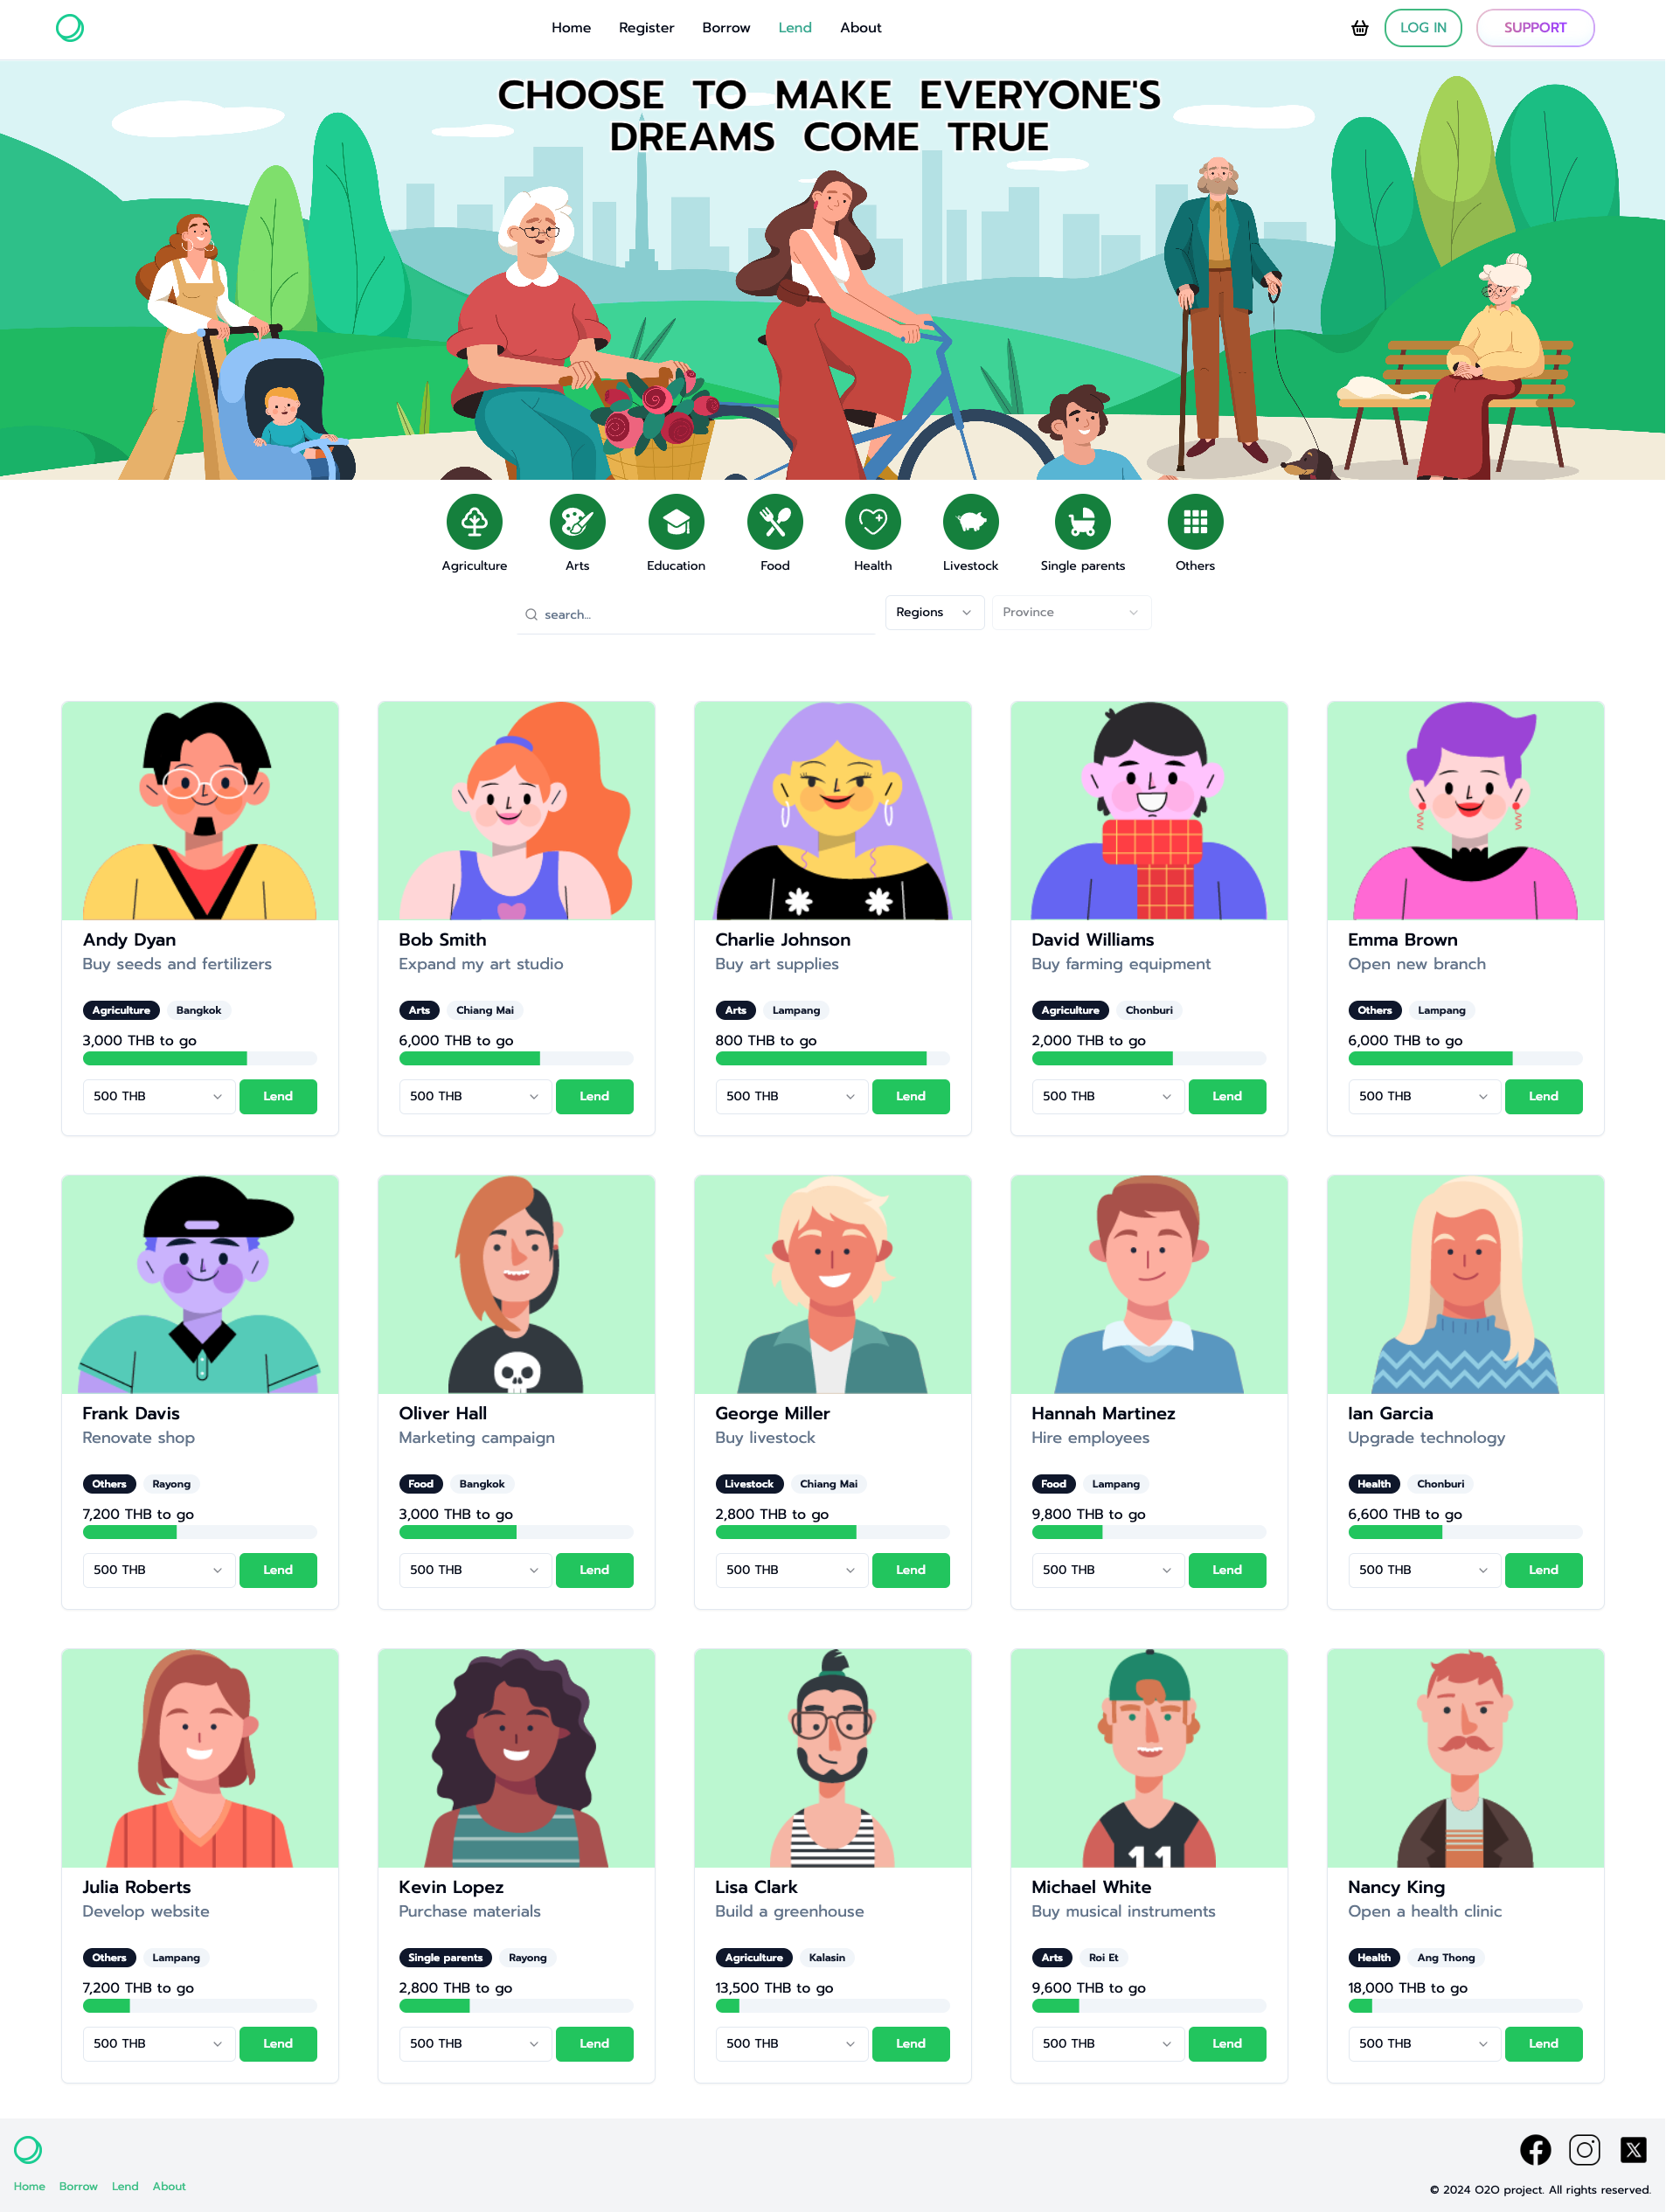 Home Register Borrow Lend About LOG IN SUPPORT
CHOOSE TO MAKE EVERYONE'S
DREAMS COME TRUE
Agriculture Arts Education Food Health Livestock Single parents Others
search... Regions Province
Andy Dyan
Buy seeds and fertilizers
Agriculture Bangkok
3,000 THB to go
500 THB Lend
Bob Smith
Expand my art studio
Arts Chiang Mai
6,000 THB to go
500 THB Lend
Charlie Johnson
Buy art supplies
Arts Lampang
800 THB to go
500 THB Lend
David Williams
Buy farming equipment
Agriculture Chonburi
2,000 THB to go
500 THB Lend
Emma Brown
Open new branch
Others Lampang
6,000 THB to go
500 THB Lend
Frank Davis
Renovate shop
Others Rayong
7,200 THB to go
500 THB Lend
Oliver Hall
Marketing campaign
Food Bangkok
3,000 THB to go
500 THB Lend
George Miller
Buy livestock
Livestock Chiang Mai
2,800 THB to go
500 THB Lend
Hannah Martinez
Hire employees
Food Lampang
9,800 THB to go
500 THB Lend
Ian Garcia
Upgrade technology
Health Chonburi
6,600 THB to go
500 THB Lend
Julia Roberts
Develop website
Others Lampang
7,200 THB to go
500 THB Lend
Kevin Lopez
Purchase materials
Single parents Rayong
2,800 THB to go
500 THB Lend
Lisa Clark
Build a greenhouse
Agriculture Kalasin
13,500 THB to go
500 THB Lend
11
Michael White
Buy musical instruments
Arts Roi Et
9,600 THB to go
500 THB Lend
Nancy King
Open a health clinic
Health Ang Thong
18,000 THB to go
500 THB Lend
Home Borrow Lend About
© 2024 O2O project. All rights reserved.